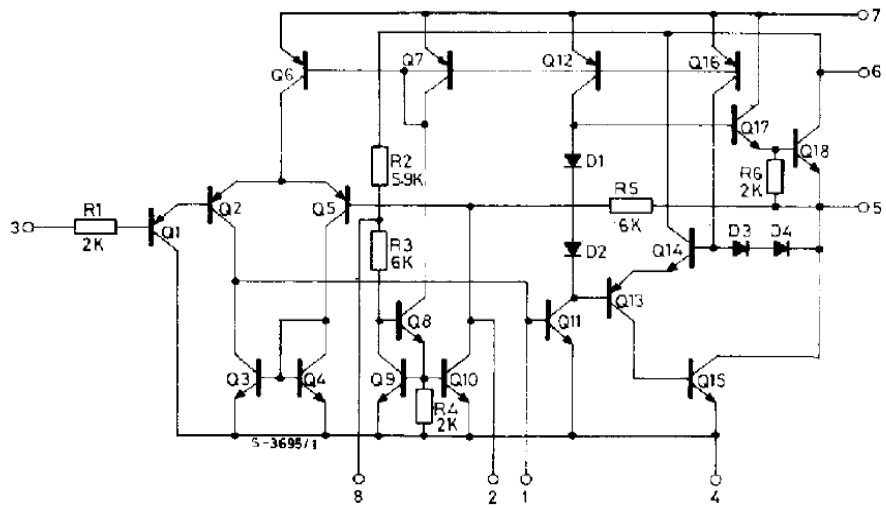 7
Q6
Q7
Q12
Q16
6
Q17
Q18
R2
5.9K
D1
R6
2K
R1
3
2K
Q1
Q2
Q5
R5
6K
5
R3
6K
D2
Q14
D3
D4
Q8
Q11
Q13
Q3
Q4
Q9
Q10
R4
2K
Q15
S-3695/1
8
2
1
4